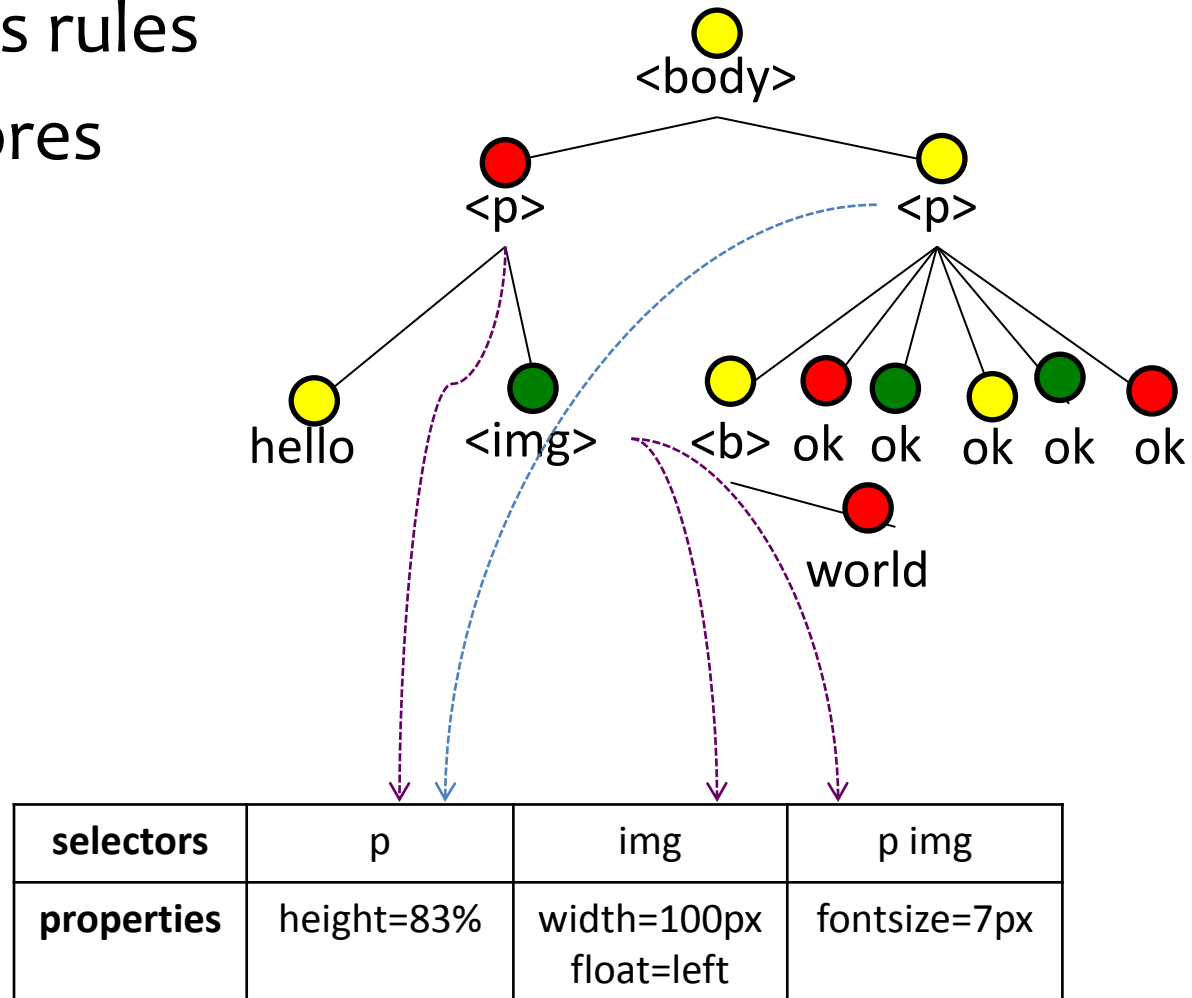 s rules
ores
<body>
<p> <p>
hello <img> <b> ok ok ok ok ok
world
selectors p img p img
properties height=83% width=100px fontsize=7px
float=left